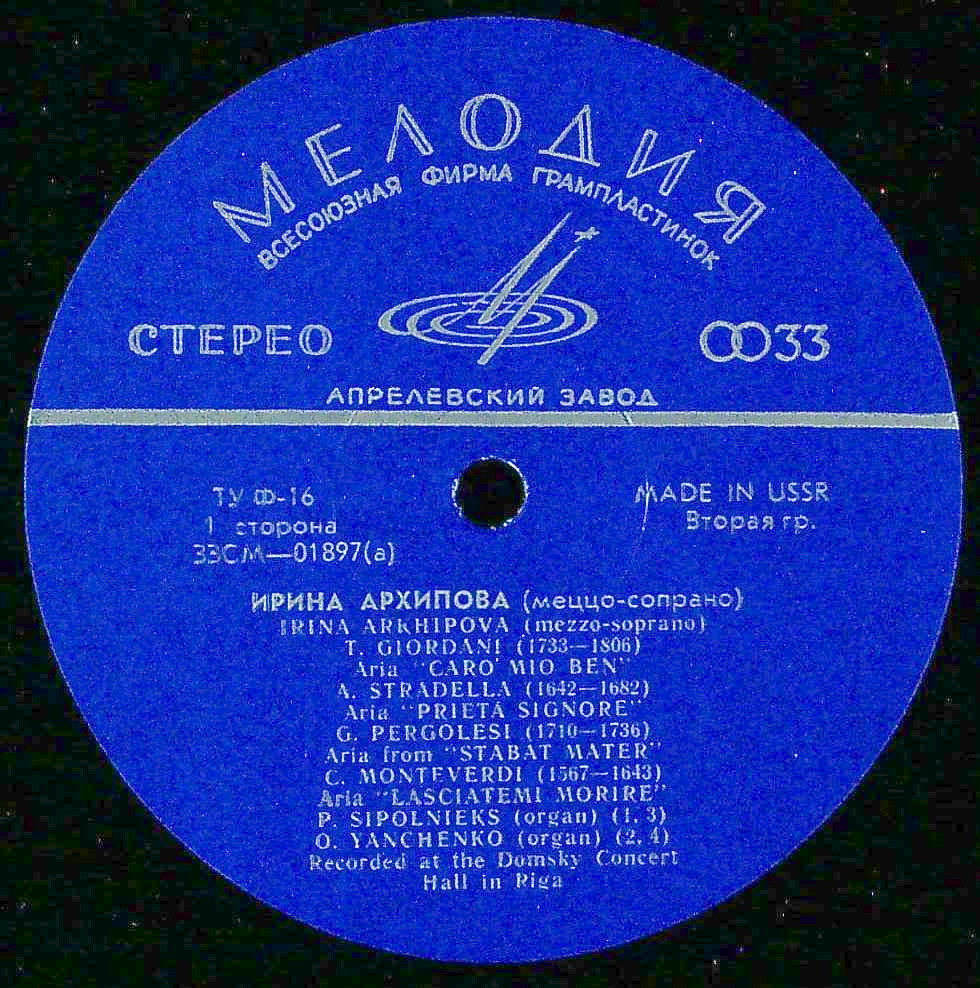 МЕЛОДИЯ
ВСЕСОЮЗНАЯ ФИРМА ГРАМПЛАСТИНОК
СТЕРЕО
33
АПРЕЛЕВСКИЙ ЗАВОД
ТУ Ф-16
MADE IN USSR
1 сторона
Вторая гр.
33СМ—01897(а)
ИРИНА АРХИПОВА (меццо-сопрано)
IRINA ARKHIPOVA (mezzo-soprano)
T. GIORDANI (1733—1806)
Aria "CARO' MIO BEN"
A. STRADELLA (1642—1682)
Aria "PRIETÁ SIGNORE"
G. PERGOLESI (1710—1736)
Aria from "STABAT MATER"
C. MONTEVERDI (1567—1643)
Aria "LASCIATEMI MORIRE"
P. SIPOLNIEKS (organ) (1, 3)
O. YANCHENKO (organ) (2, 4)
Recorded at the Domsky Concert
Hall in Riga